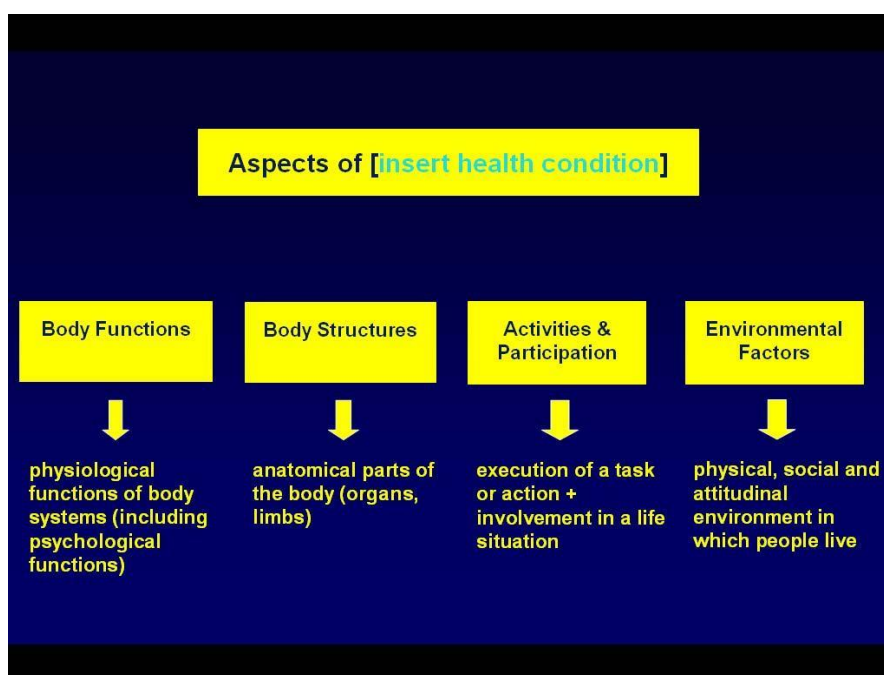 Aspects of [insert health condition]
Body Functions
physiological
functions of body
systems (including
psychological
functions)
Body Structures
anatomical parts of
the body (organs,
limbs)
Activities &
Participation
execution of a task
or action +
involvement in a life
situation
Environmental
Factors
physical, social and
attitudinal
environment in
which people live